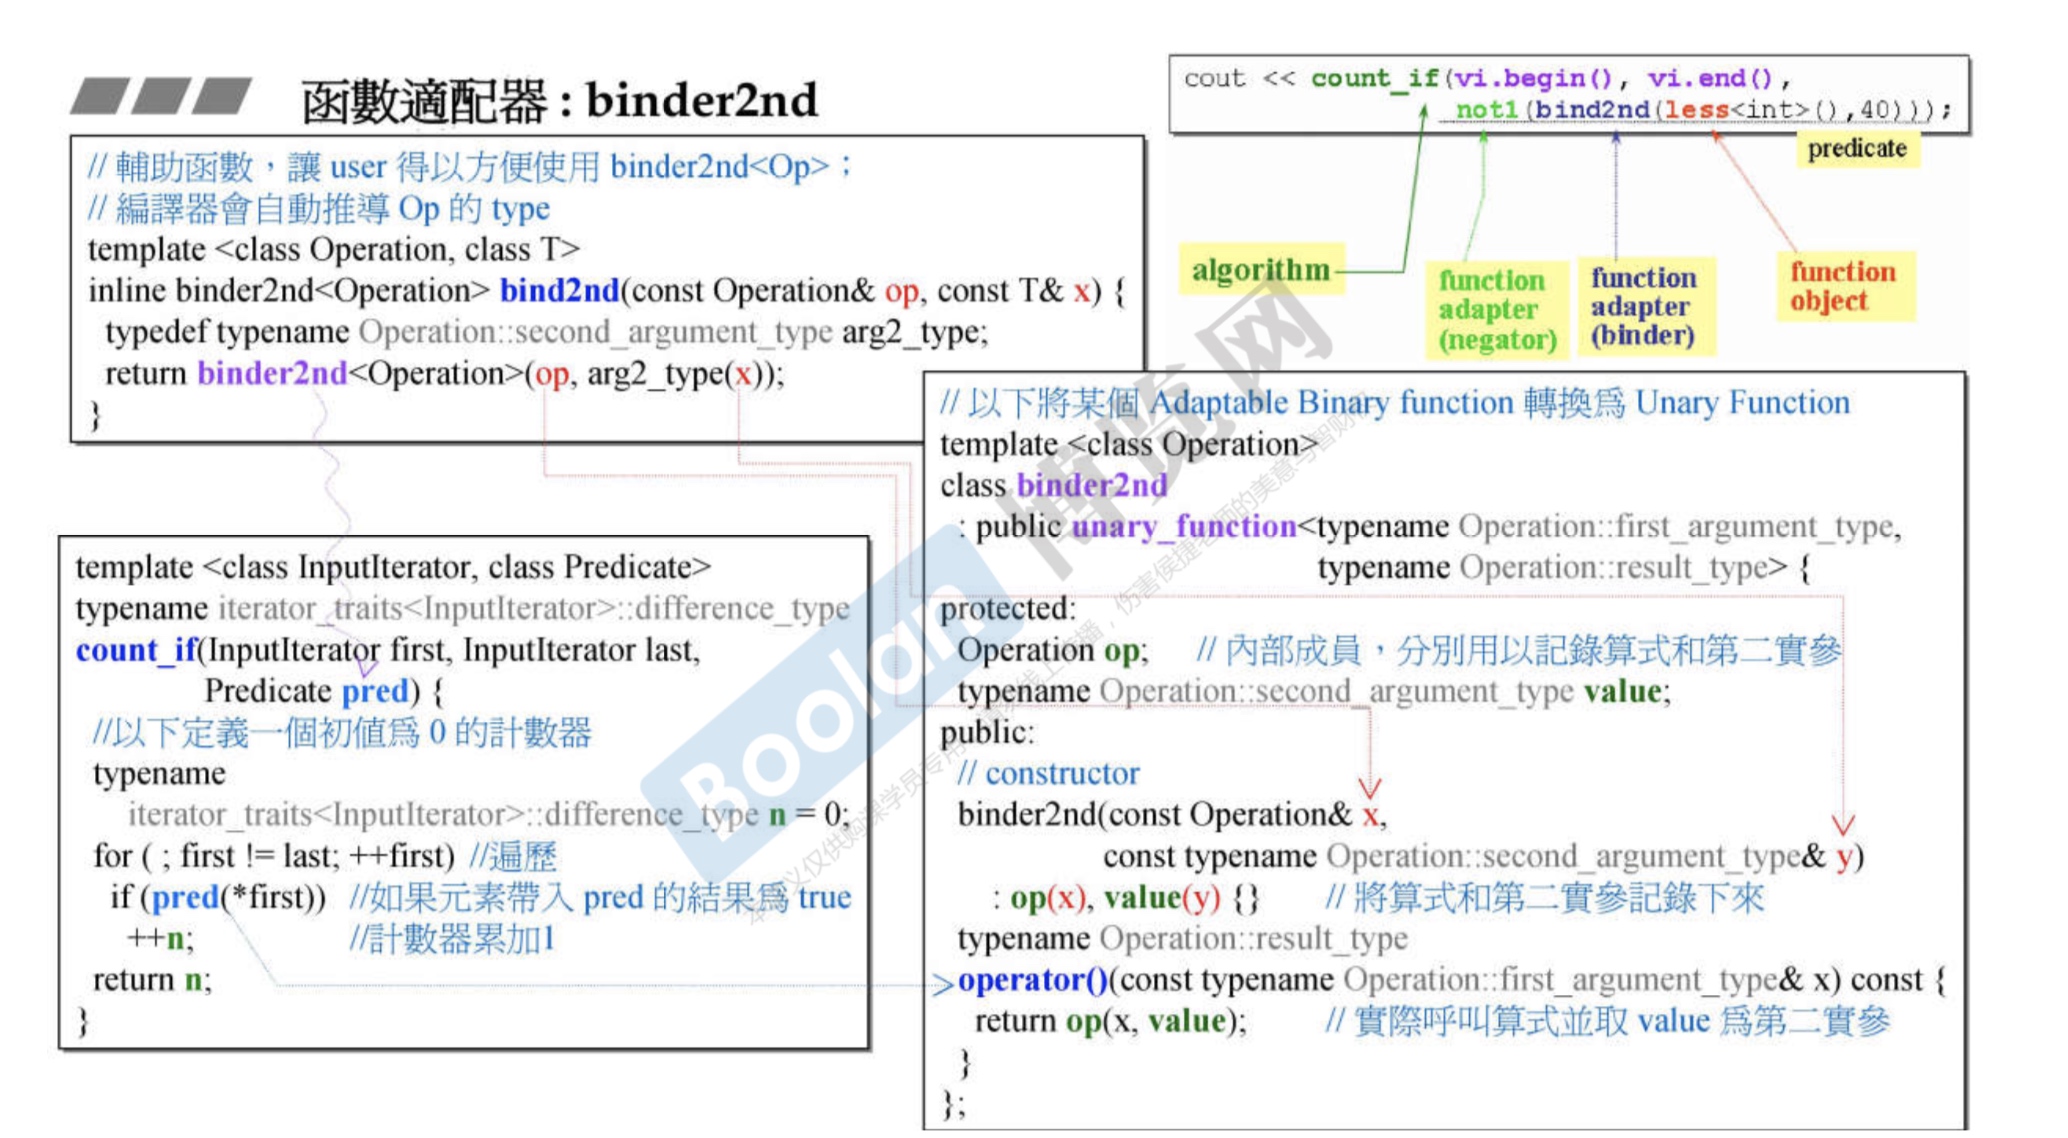 函數適配器 : binder2nd
cout << count_if(vi.begin(), vi.end(),
not1(bind2nd(less<int>(),40)));
predicate
algorithm
function
adapter
(negator)
function
adapter
(binder)
function
object
// 輔助函數，讓 user 得以方便使用 binder2nd<Op>；
// 編譯器會自動推導 Op 的 type
template <class Operation, class T>
inline binder2nd<Operation> bind2nd(const Operation& op, const T& x) {
typedef typename Operation::second_argument_type arg2_type;
return binder2nd<Operation>(op, arg2_type(x));
}
template <class InputIterator, class Predicate>
typename iterator_traits<InputIterator>::difference_type
count_if(InputIterator first, InputIterator last,
Predicate pred) {
//以下定義一個初值為 0 的計數器
typename
iterator_traits<InputIterator>::difference_type n = 0;
for ( ; first != last; ++first) //遍歷
if (pred(*first)) //如果元素帶入 pred 的結果為 true
++n; //計數器累加1
return n;
}
// 以下將某個 Adaptable Binary function 轉換為 Unary Function
template <class Operation>
class binder2nd
: public unary_function<typename Operation::first_argument_type,
typename Operation::result_type> {
protected:
Operation op; // 內部成員，分別用以記錄算式和第二實參
typename Operation::second_argument_type value;
public:
// constructor
binder2nd(const Operation& x,
const typename Operation::second_argument_type& y)
: op(x), value(y) {} // 將算式和第二實參記錄下來
typename Operation::result_type
operator()(const typename Operation::first_argument_type& x) const {
return op(x, value); // 實際呼叫算式並取 value 為第二實參
}
};
Boolan 博览网